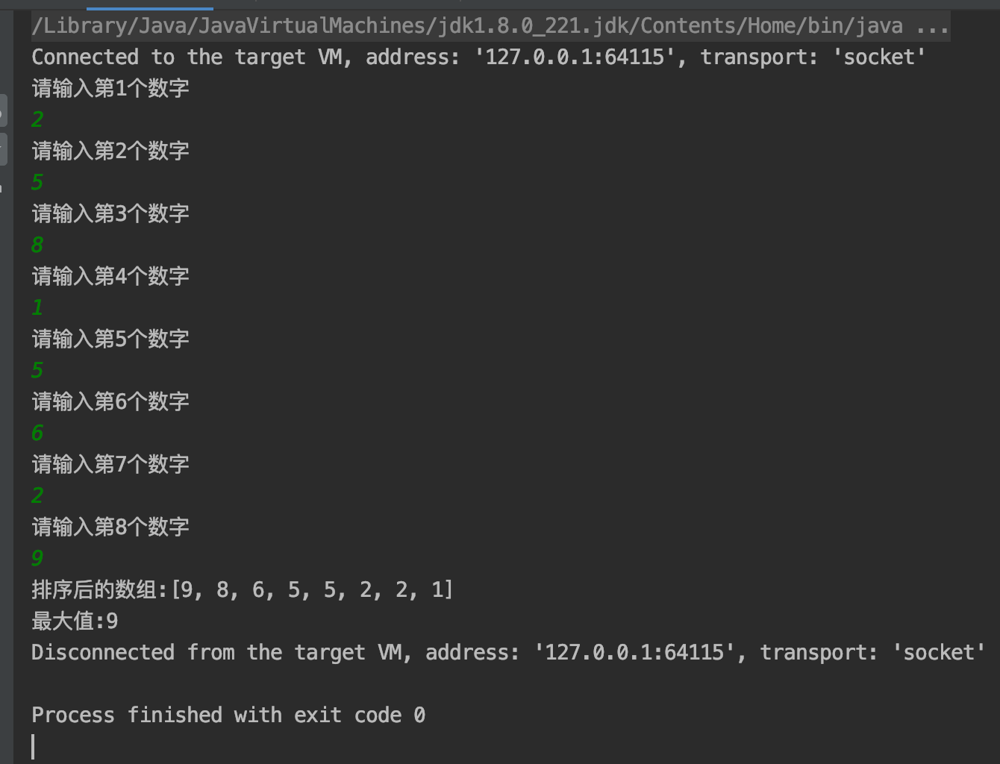 /Library/Java/JavaVirtualMachines/jdk1.8.0_221.jdk/Contents/Home/bin/java ...
Connected to the target VM, address: '127.0.0.1:64115', transport: 'socket'
请输入第1个数字
2
请输入第2个数字
5
请输入第3个数字
8
请输入第4个数字
1
请输入第5个数字
5
请输入第6个数字
6
请输入第7个数字
2
请输入第8个数字
9
排序后的数组:[9, 8, 6, 5, 5, 2, 2, 1]
最大值:9
Disconnected from the target VM, address: '127.0.0.1:64115', transport: 'socket'
Process finished with exit code 0